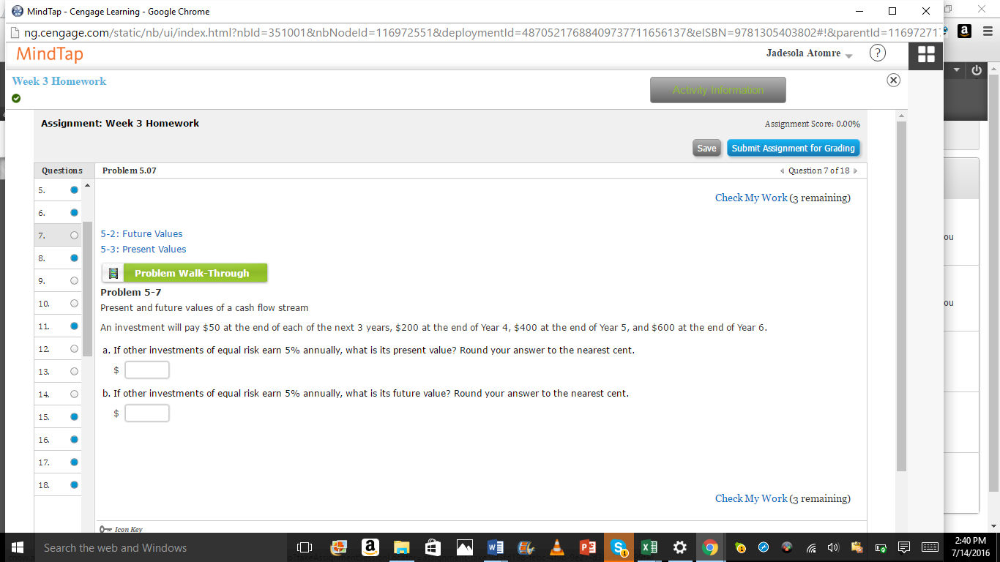 MindTap - Cengage Learning - Google Chrome
ng.cengage.com/static/nb/ui/index.html?nbId=351001&nbNodeId=116972551&deploymentId=48705217688409737711656137&eISBN=9781305403802#!&parentId=11697271
MindTap
Jadesola Atomre
?
Week 3 Homework
Activity Information
Assignment: Week 3 Homework
Assignment Score: 0.00%
Save
Submit Assignment for Grading
Questions
Problem 5.07
Question 7 of 18
5.
6.
7.
8.
9.
10.
11.
12.
13.
14.
15.
16.
17.
18.
Check My Work (3 remaining)
5-2: Future Values
5-3: Present Values
Problem Walk-Through
Problem 5-7
Present and future values of a cash flow stream
An investment will pay $50 at the end of each of the next 3 years, $200 at the end of Year 4, $400 at the end of Year 5, and $600 at the end of Year 6.
a. If other investments of equal risk earn 5% annually, what is its present value? Round your answer to the nearest cent.
$
b. If other investments of equal risk earn 5% annually, what is its future value? Round your answer to the nearest cent.
$
Check My Work (3 remaining)
Icon Key
ou
ou
Search the web and Windows
2:40 PM
7/14/2016